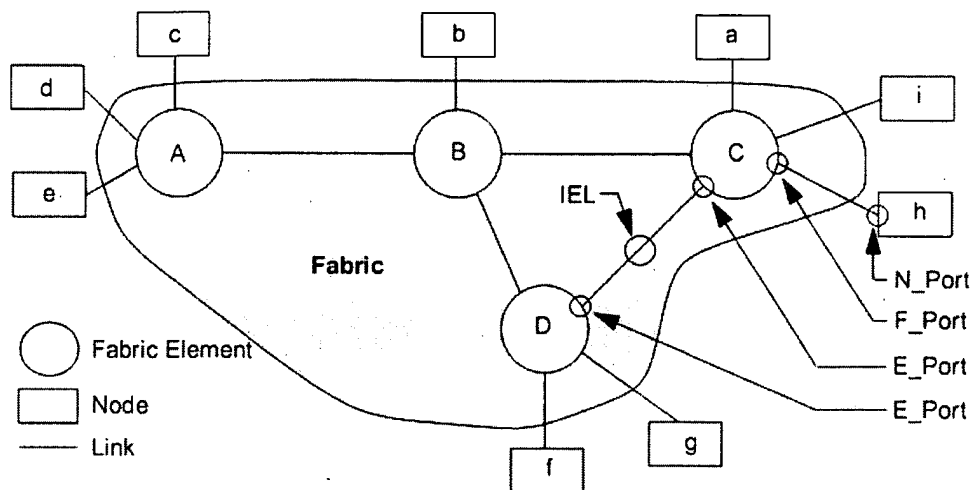 c
b
a
d
i
A
B
C
e
IEL
h
Fabric
N_Port
D
F_Port
Fabric Element
E_Port
Node
E_Port
Link
g
f